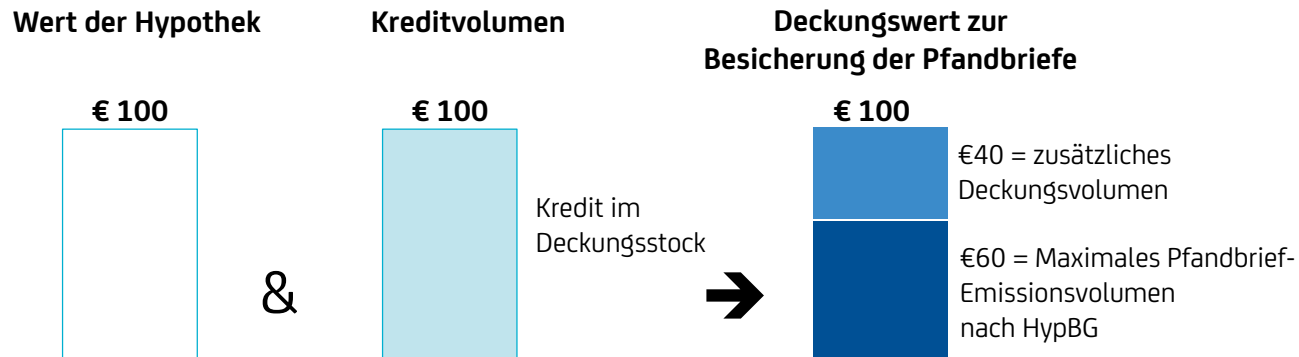 Wert der Hypothek
Kreditvolumen
Deckungswert zur
Besicherung der Pfandbriefe
€ 100
€ 100
€ 100
&
Kredit im
Deckungsstock
€40 = zusätzliches
Deckungsvolumen
€60 = Maximales Pfandbrief-
Emissionsvolumen
nach HypBG